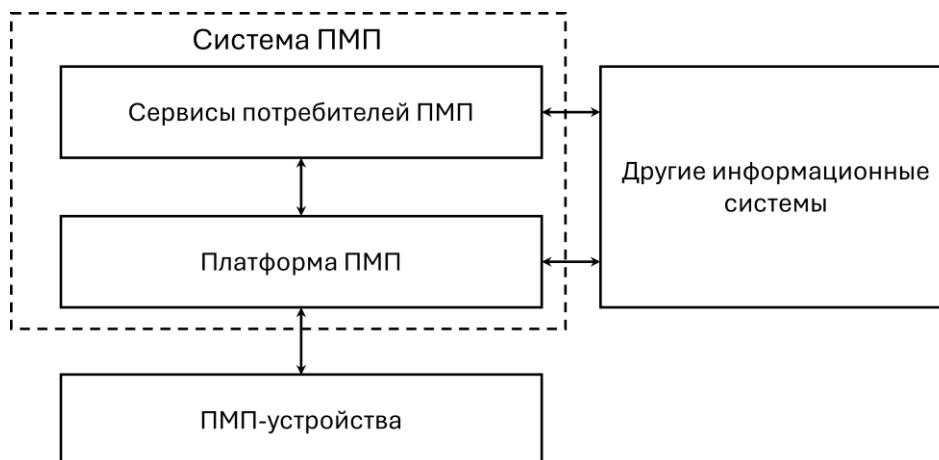 Система ПМП
Сервисы потребителей ПМП
Другие информационные
системы
Платформа ПМП
ПМП-устройства